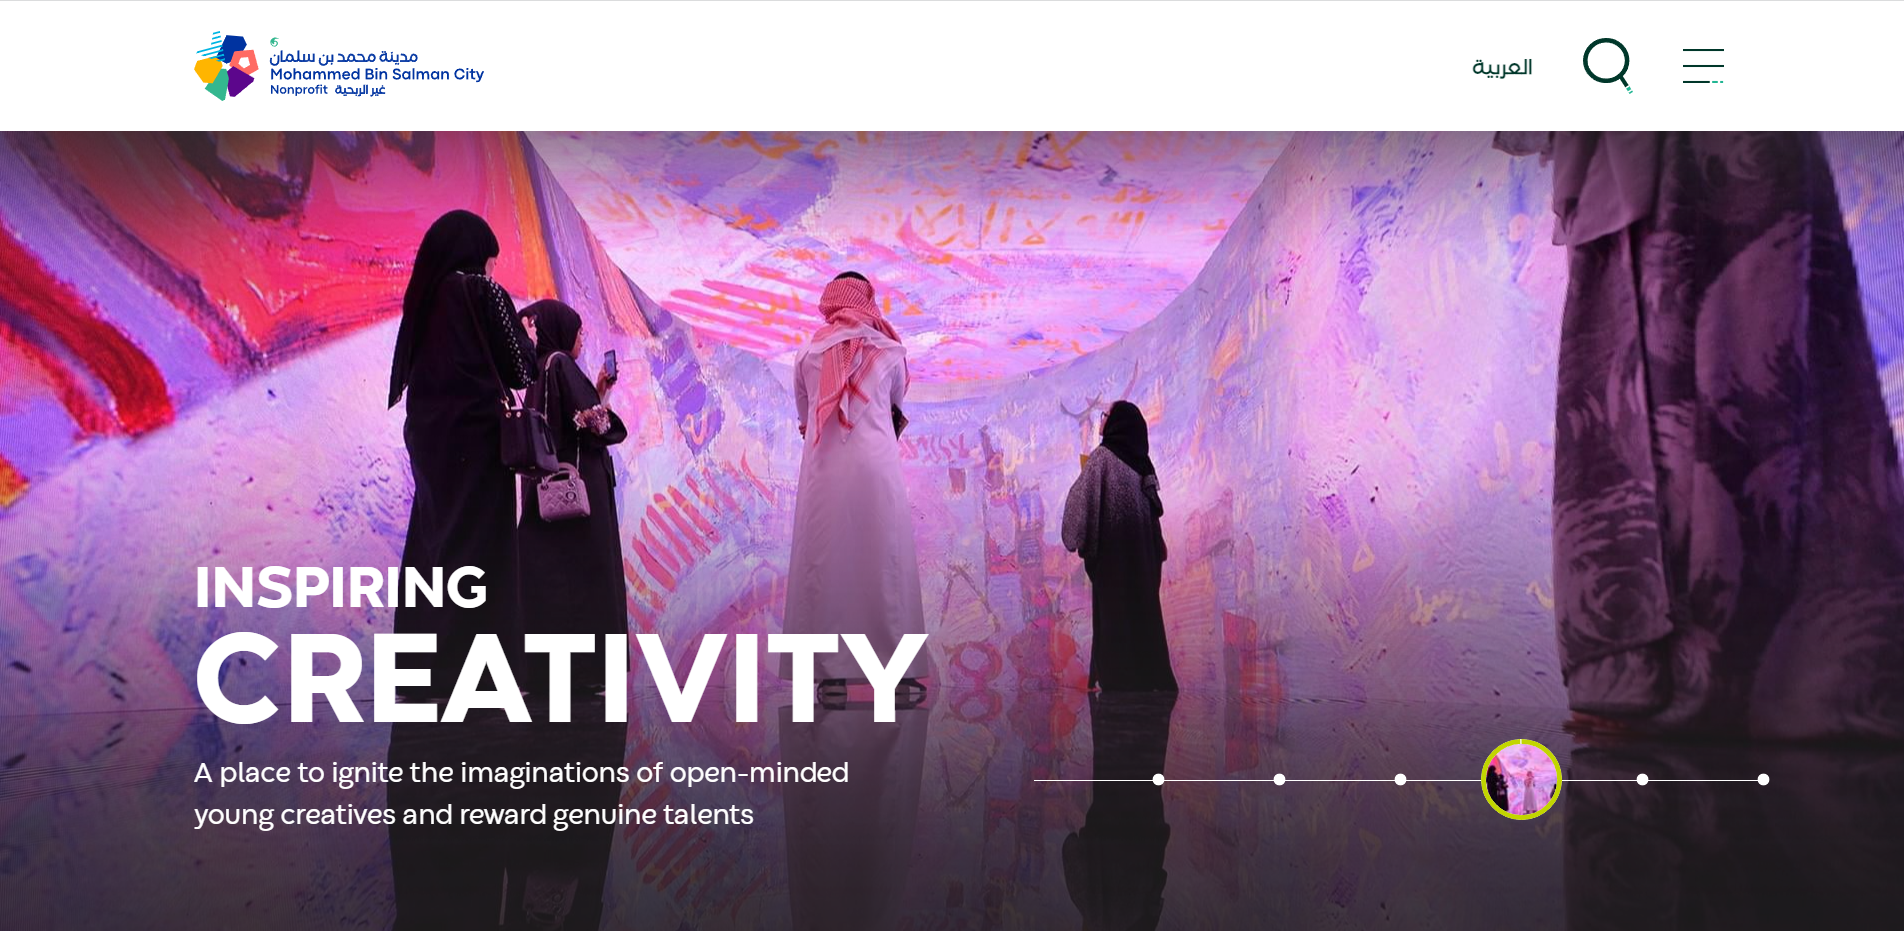 مدينة محمد بن سلمان
Mohammed Bin Salman City
Nonprofit غير الربحية
العربية
INSPIRING
CREATIVITY
A place to ignite the imaginations of open-minded
young creatives and reward genuine talents